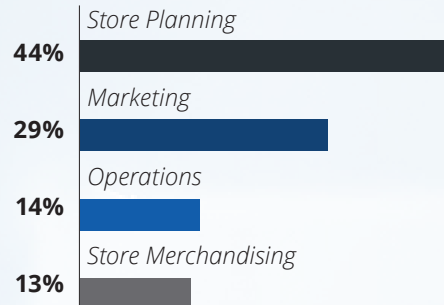 Store Planning
44%
Marketing
29%
Operations
14%
Store Merchandising
13%